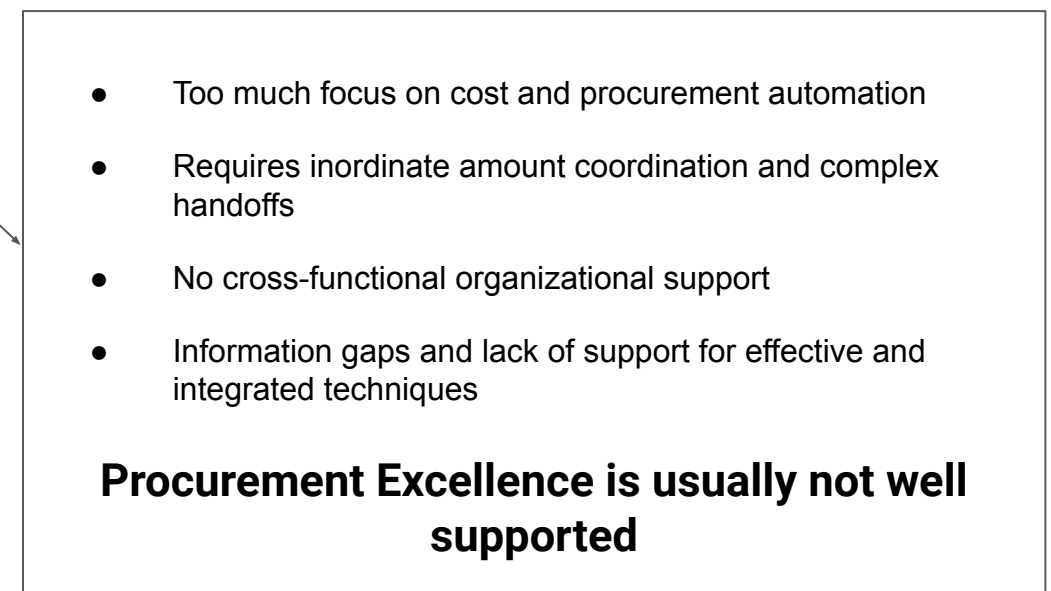 ● Too much focus on cost and procurement automation
● Requires inordinate amount coordination and complex
handoffs
● No cross-functional organizational support
● Information gaps and lack of support for effective and
integrated techniques
Procurement Excellence is usually not well
supported